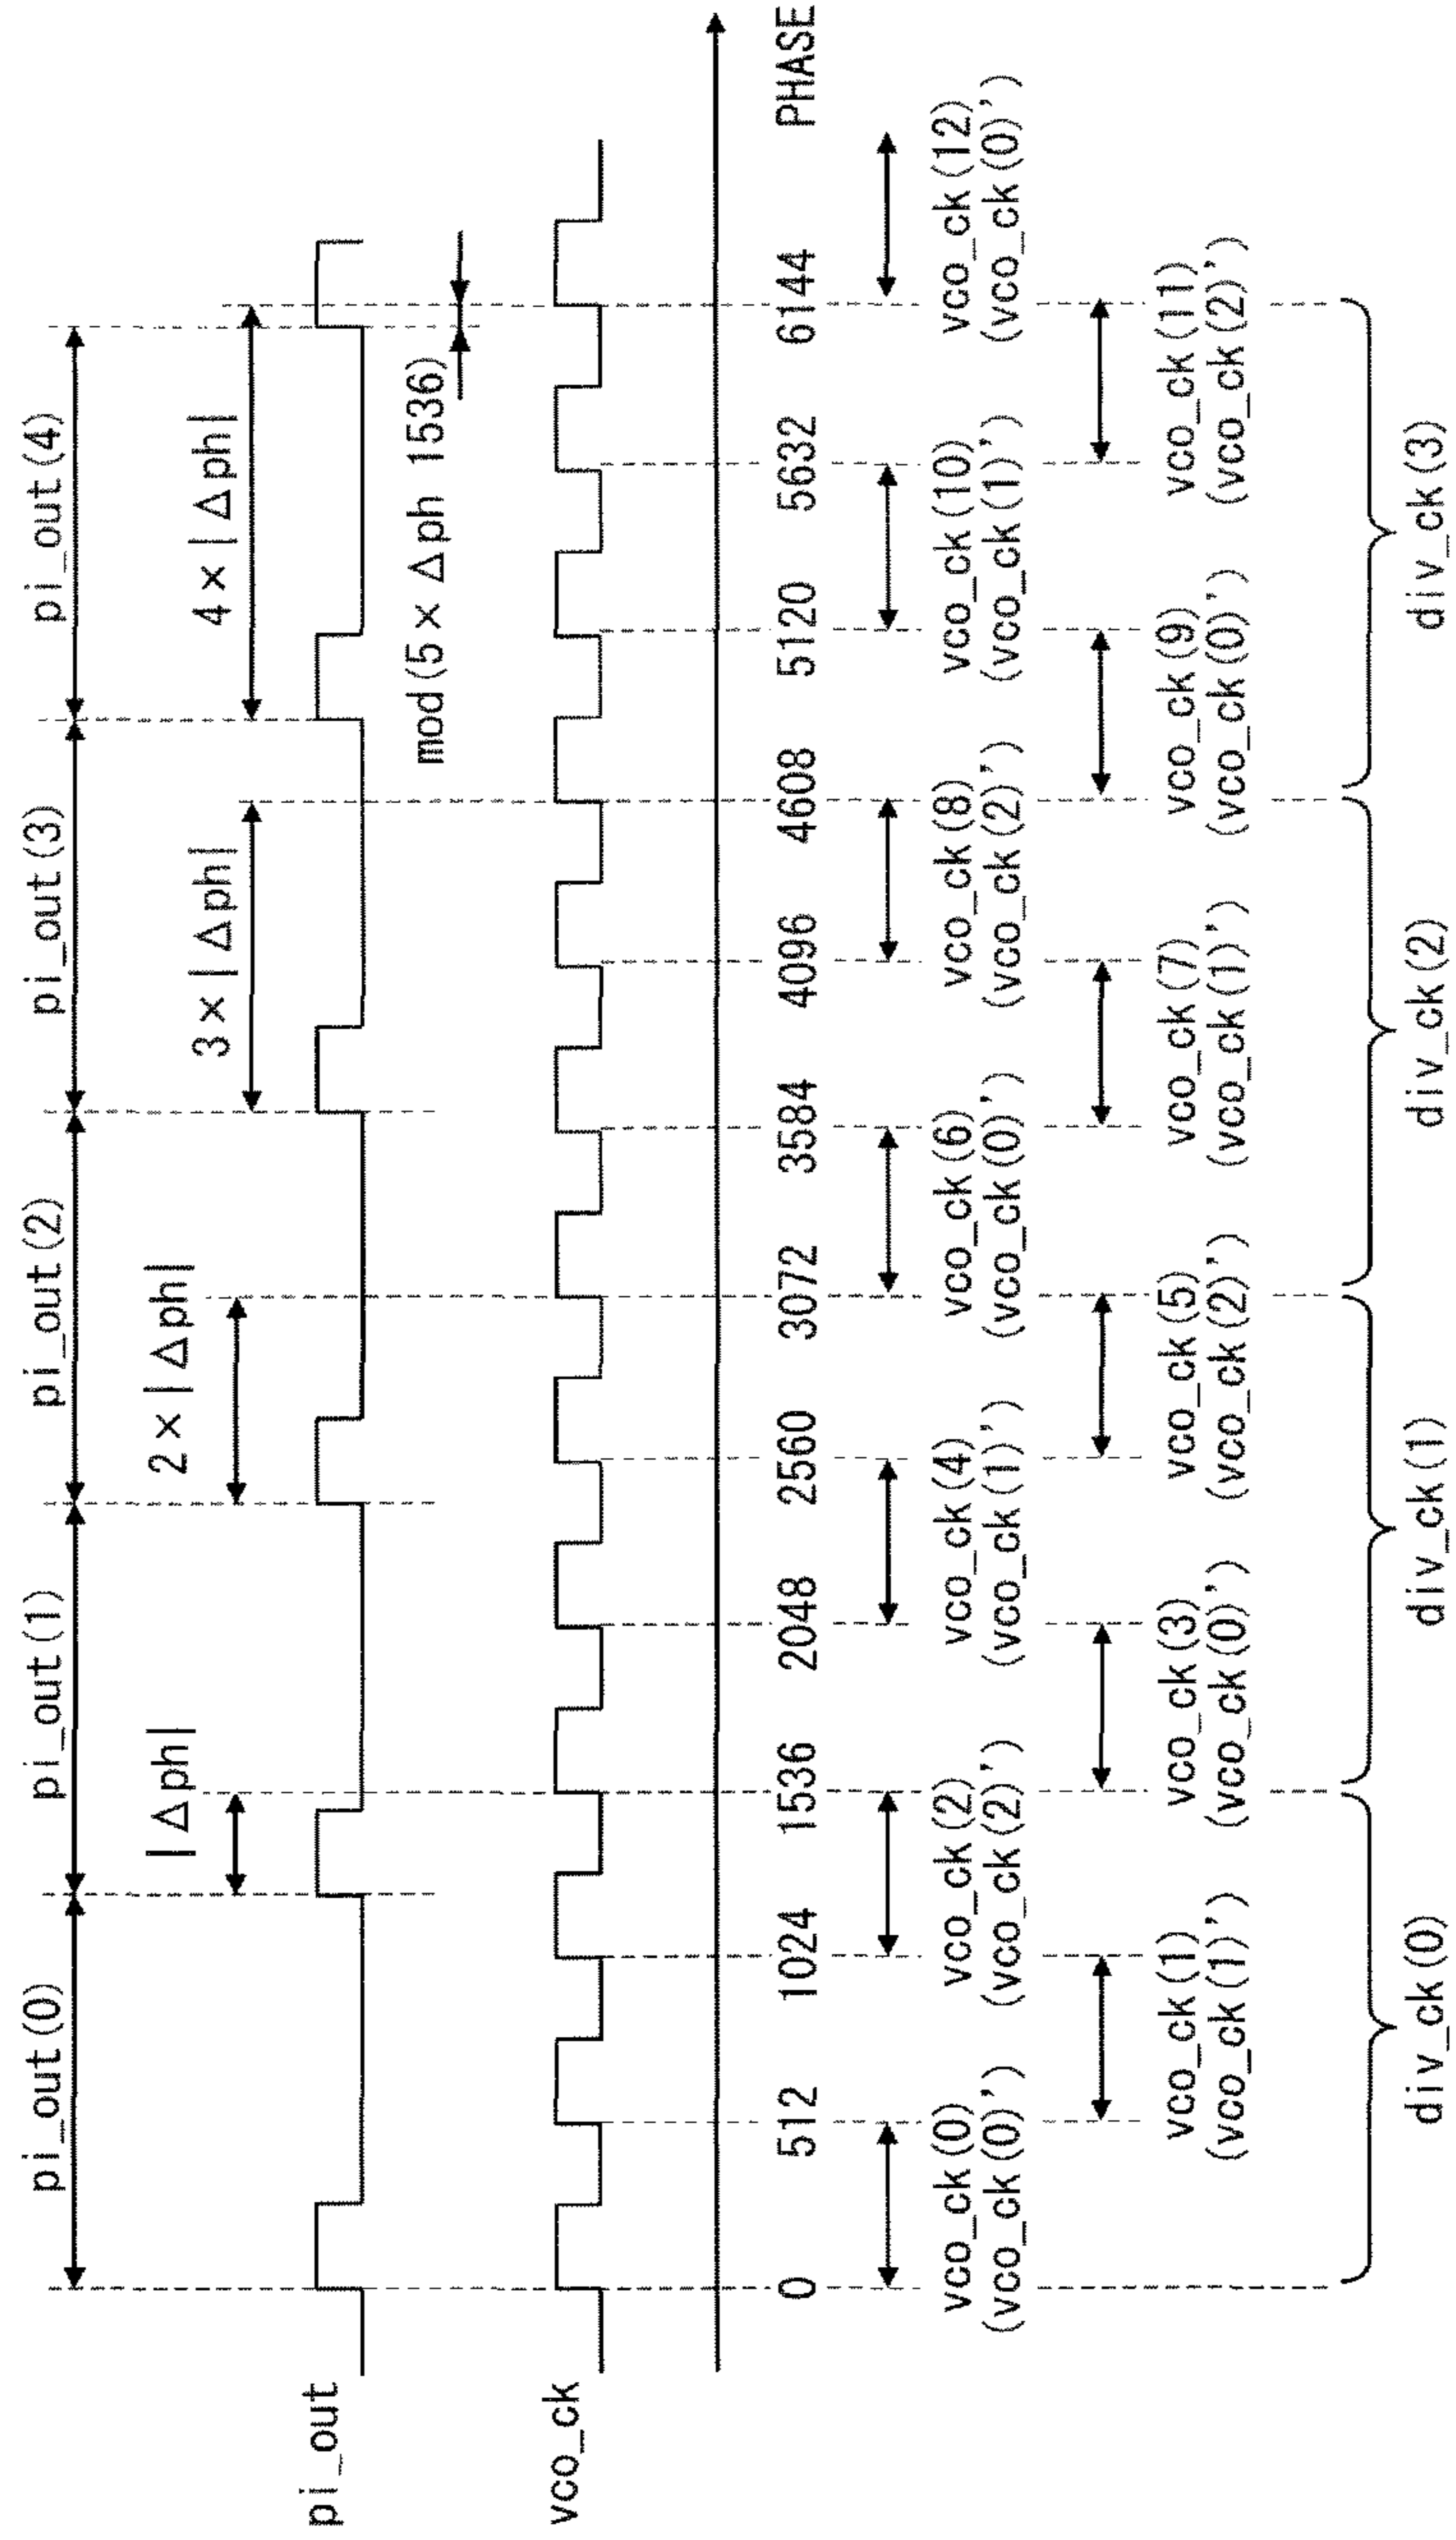 pi_out(0) pi_out(1) pi_out(2) pi_out(3) pi_out(4)
|Δph| 2×|Δph| 3×|Δph| 4×|Δph|
pi_out
mod(5×Δph 1536)
vco_ck
0 512 1024 1536 2048 2560 3072 3584 4096 4608 5120 5632 6144 PHASE
vco_ck(0) vco_ck(2) vco_ck(4) vco_ck(6) vco_ck(8) vco_ck(10) vco_ck(12)
(vco_ck(0)') (vco_ck(2)') (vco_ck(1)') (vco_ck(0)') (vco_ck(2)') (vco_ck(1)') (vco_ck(0)')
vco_ck(1) vco_ck(3) vco_ck(5) vco_ck(7) vco_ck(9) vco_ck(11)
(vco_ck(1)') (vco_ck(0)') (vco_ck(2)') (vco_ck(1)') (vco_ck(0)') (vco_ck(2)')
div_ck(0) div_ck(1) div_ck(2) div_ck(3)